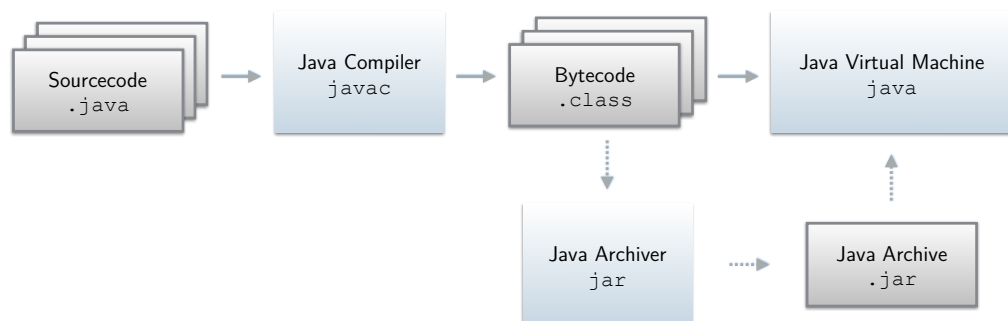 Sourcecode
.java
Java Compiler
javac
Bytecode
.class
Java Virtual Machine
java
Java Archiver
jar
Java Archive
.jar